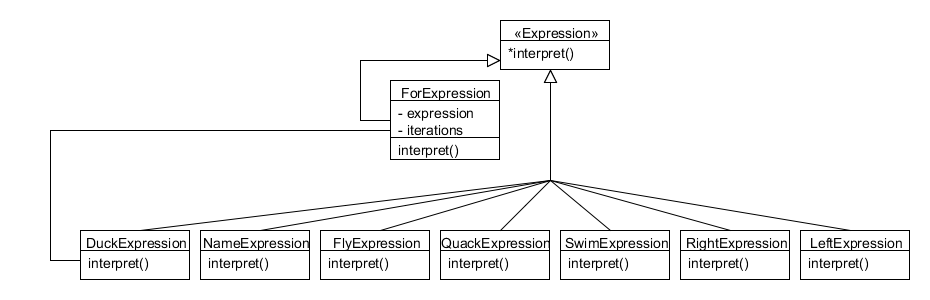 «Expression»
*interpret()
ForExpression
- expression
- iterations
interpret()
DuckExpression
interpret()
NameExpression
interpret()
FlyExpression
interpret()
QuackExpression
interpret()
SwimExpression
interpret()
RightExpression
interpret()
LeftExpression
interpret()